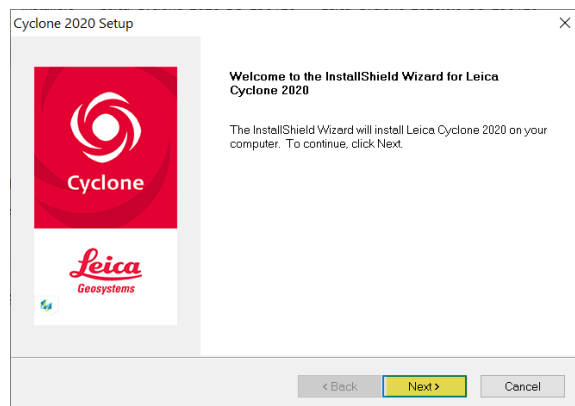 Cyclone 2020 Setup
Welcome to the InstallShield Wizard for Leica
Cyclone 2020
The InstallShield Wizard will install Leica Cyclone 2020 on your
computer. To continue, click Next.
Cyclone
Leica
Geosystems
< Back
Next >
Cancel